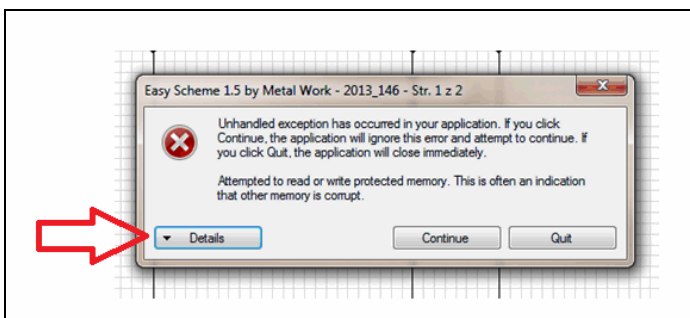 Easy Scheme 1.5 by Metal Work - 2013_146 - Str. 1 z 2
Unhandled exception has occurred in your application. If you click
Continue, the application will ignore this error and attempt to continue. If
you click Quit, the application will close immediately.
Attempted to read or write protected memory. This is often an indication
that other memory is corrupt.
Details
Continue
Quit